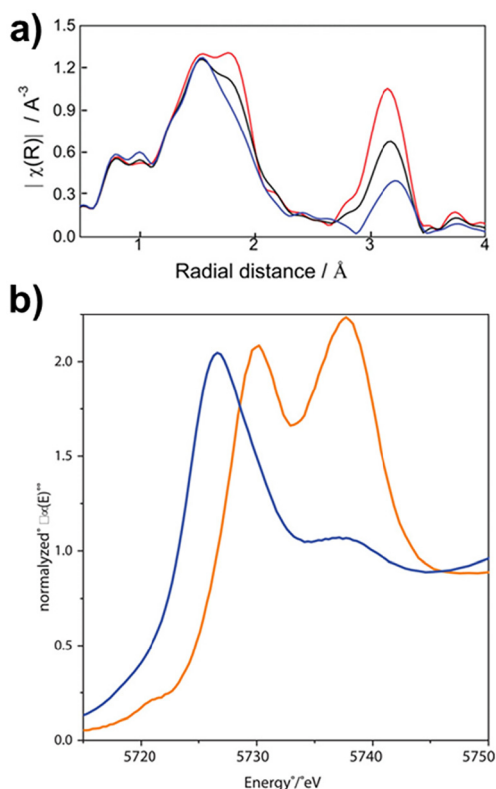 a)
1.5
1.2
0.9
0.6
0.3
0.0
| χ(R)| / A⁻³
1 2 3 4
Radial distance / Å
b)
2.0
1.5
1.0
0.5
0.0
normalized° □α(E)°°
5720 5730 5740 5750
Energy°/°eV